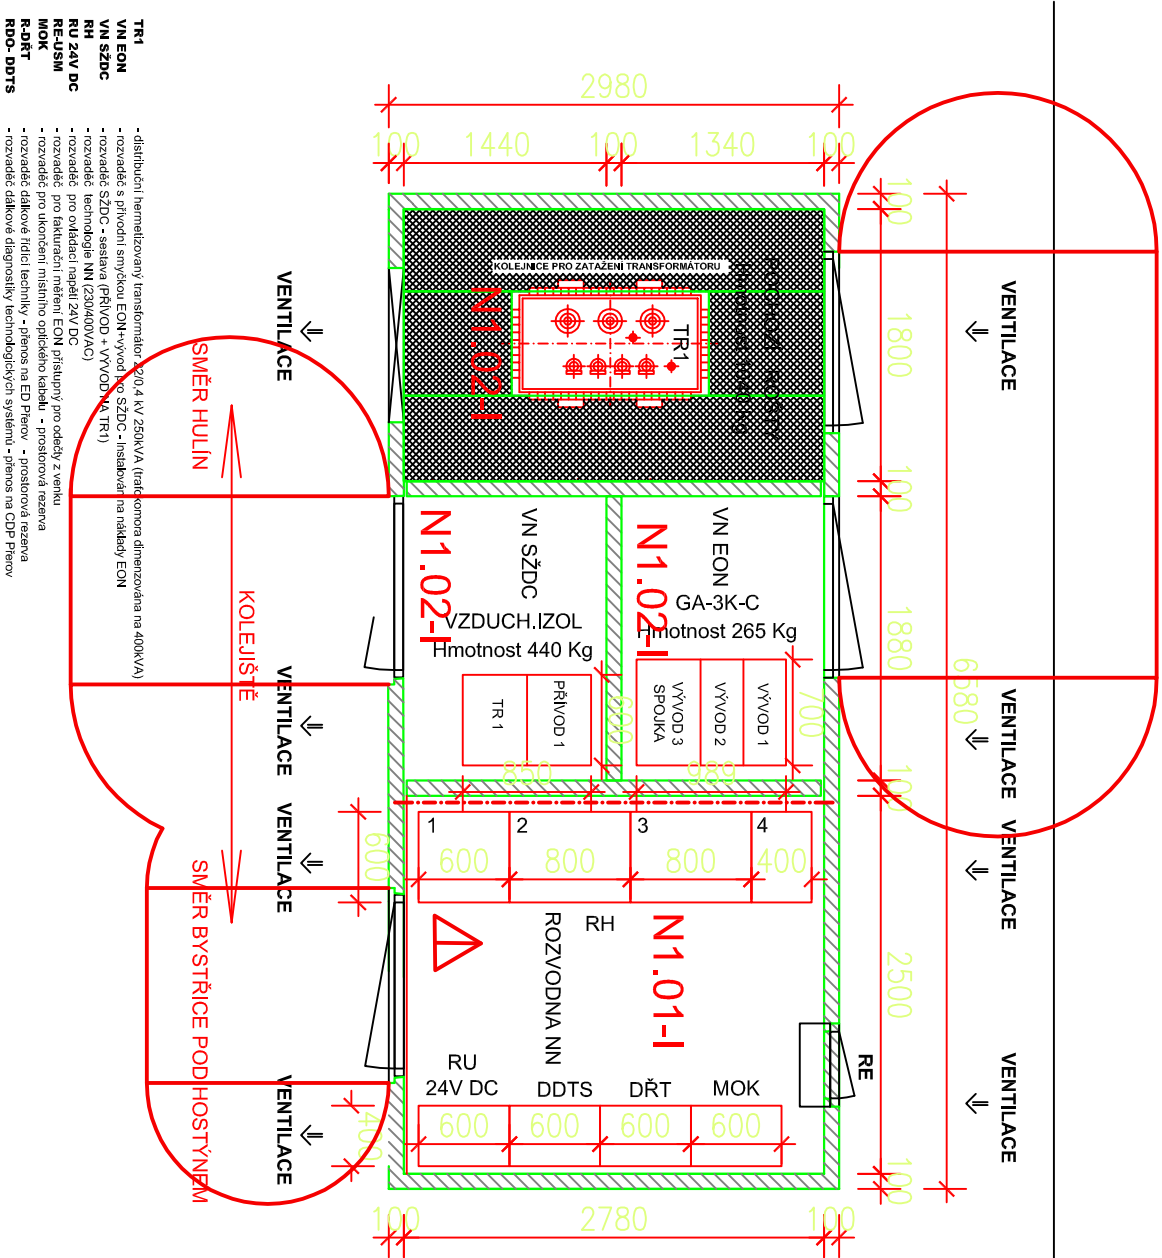 TR1 - distribuční hermetizovaný transformátor 22/0,4 kV 250kVA (trafokomora dimenzována na 400kVA)
VN EON - rozvaděč s přívodní smyčkou EON+vývod pro SŽDC - instalován na náklady EON
VN SŽDC - rozvaděč SŽDC - sestava (PŘÍVOD + VÝVOD NA TR1)
RH - rozvaděč technologie NN (230/400VAC)
RU 24V DC - rozvaděč pro ovládací napětí 24V DC
RE-USM - rozvaděč pro fakturační měření EON přístupný pro odečty z venku
MOK - rozvaděč pro ukončení místního optického kabelu - prostorová rezerva
R-DŘT - rozvaděč dálkové řídící techniky - přenos na ED Přerov - prostorová rezerva
RDO- DDTS - rozvaděč dálkové diagnostiky technologických systémů - přenos na CDP Přerov
2980
100
1440
100
1340
100
100
1800
100
1880
6580
100
2500
100
KOLEJNICE PRO ZATAŽENÍ TRANSFORMÁTORU
TR1
N1.02-I
VENTILACE
VENTILACE
SMĚR HULÍN
KOLEJIŠTĚ
SMĚR BYSTŘICE POD HOSTÝNEM
VN SŽDC
N1.02-I
VZDUCH.IZOL
Hmotnost 440 Kg
VN EON
N1.02-I
GA-3K-C
Hmotnost 265 Kg
TR 1
PŘÍVOD 1
600
VÝVOD 3
SPOJKA
VÝVOD 2
VÝVOD 1
700
850
989
VENTILACE
VENTILACE
VENTILACE
VENTILACE
1
2
3
4
600
600
800
800
400
RH
ROZVODNA NN
N1.01-I
RE
RU
24V DC
DDTS
DŘT
MOK
600
600
600
600
400
VENTILACE
VENTILACE
100
2780
100